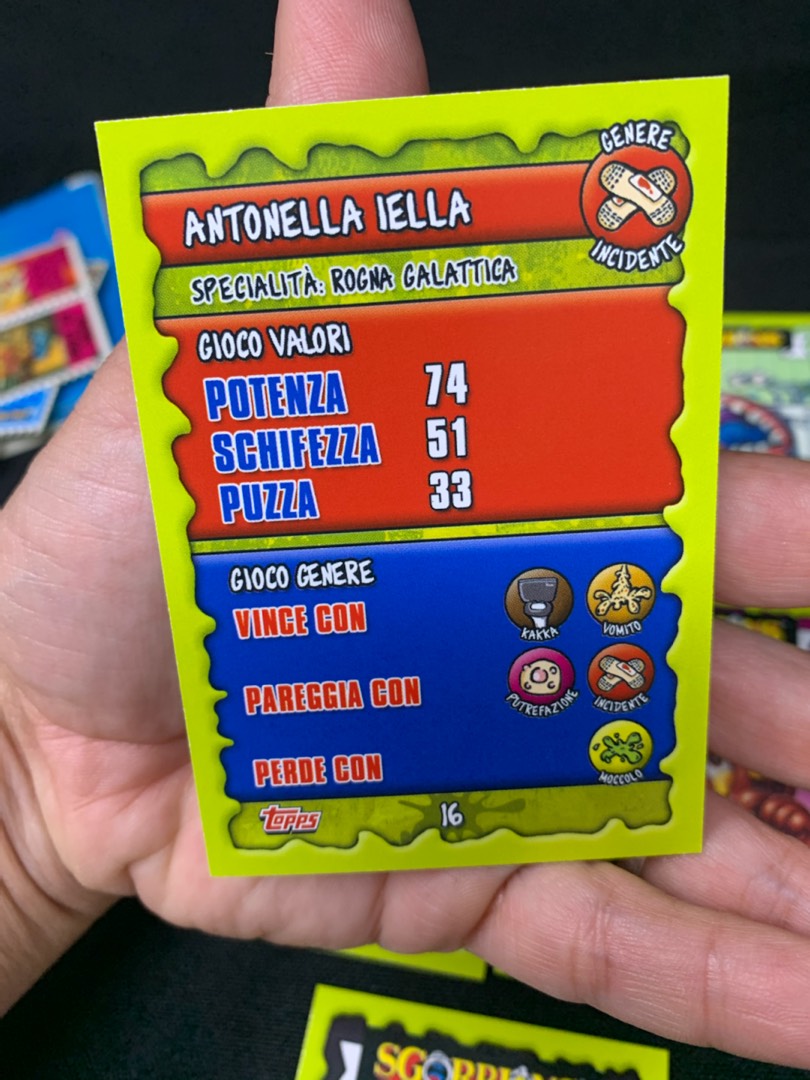 GENERE
INCIDENTE
ANTONELLA IELLA
SPECIALITÀ: ROGNA GALATTICA
GIOCO VALORI
POTENZA 74
SCHIFEZZA 51
PUZZA 33
GIOCO GENERE
VINCE CON
KAKKA VOMITO
PAREGGIA CON
PUTREFAZIONE INCIDENTE
PERDE CON
MOCCOLO
Topps 16